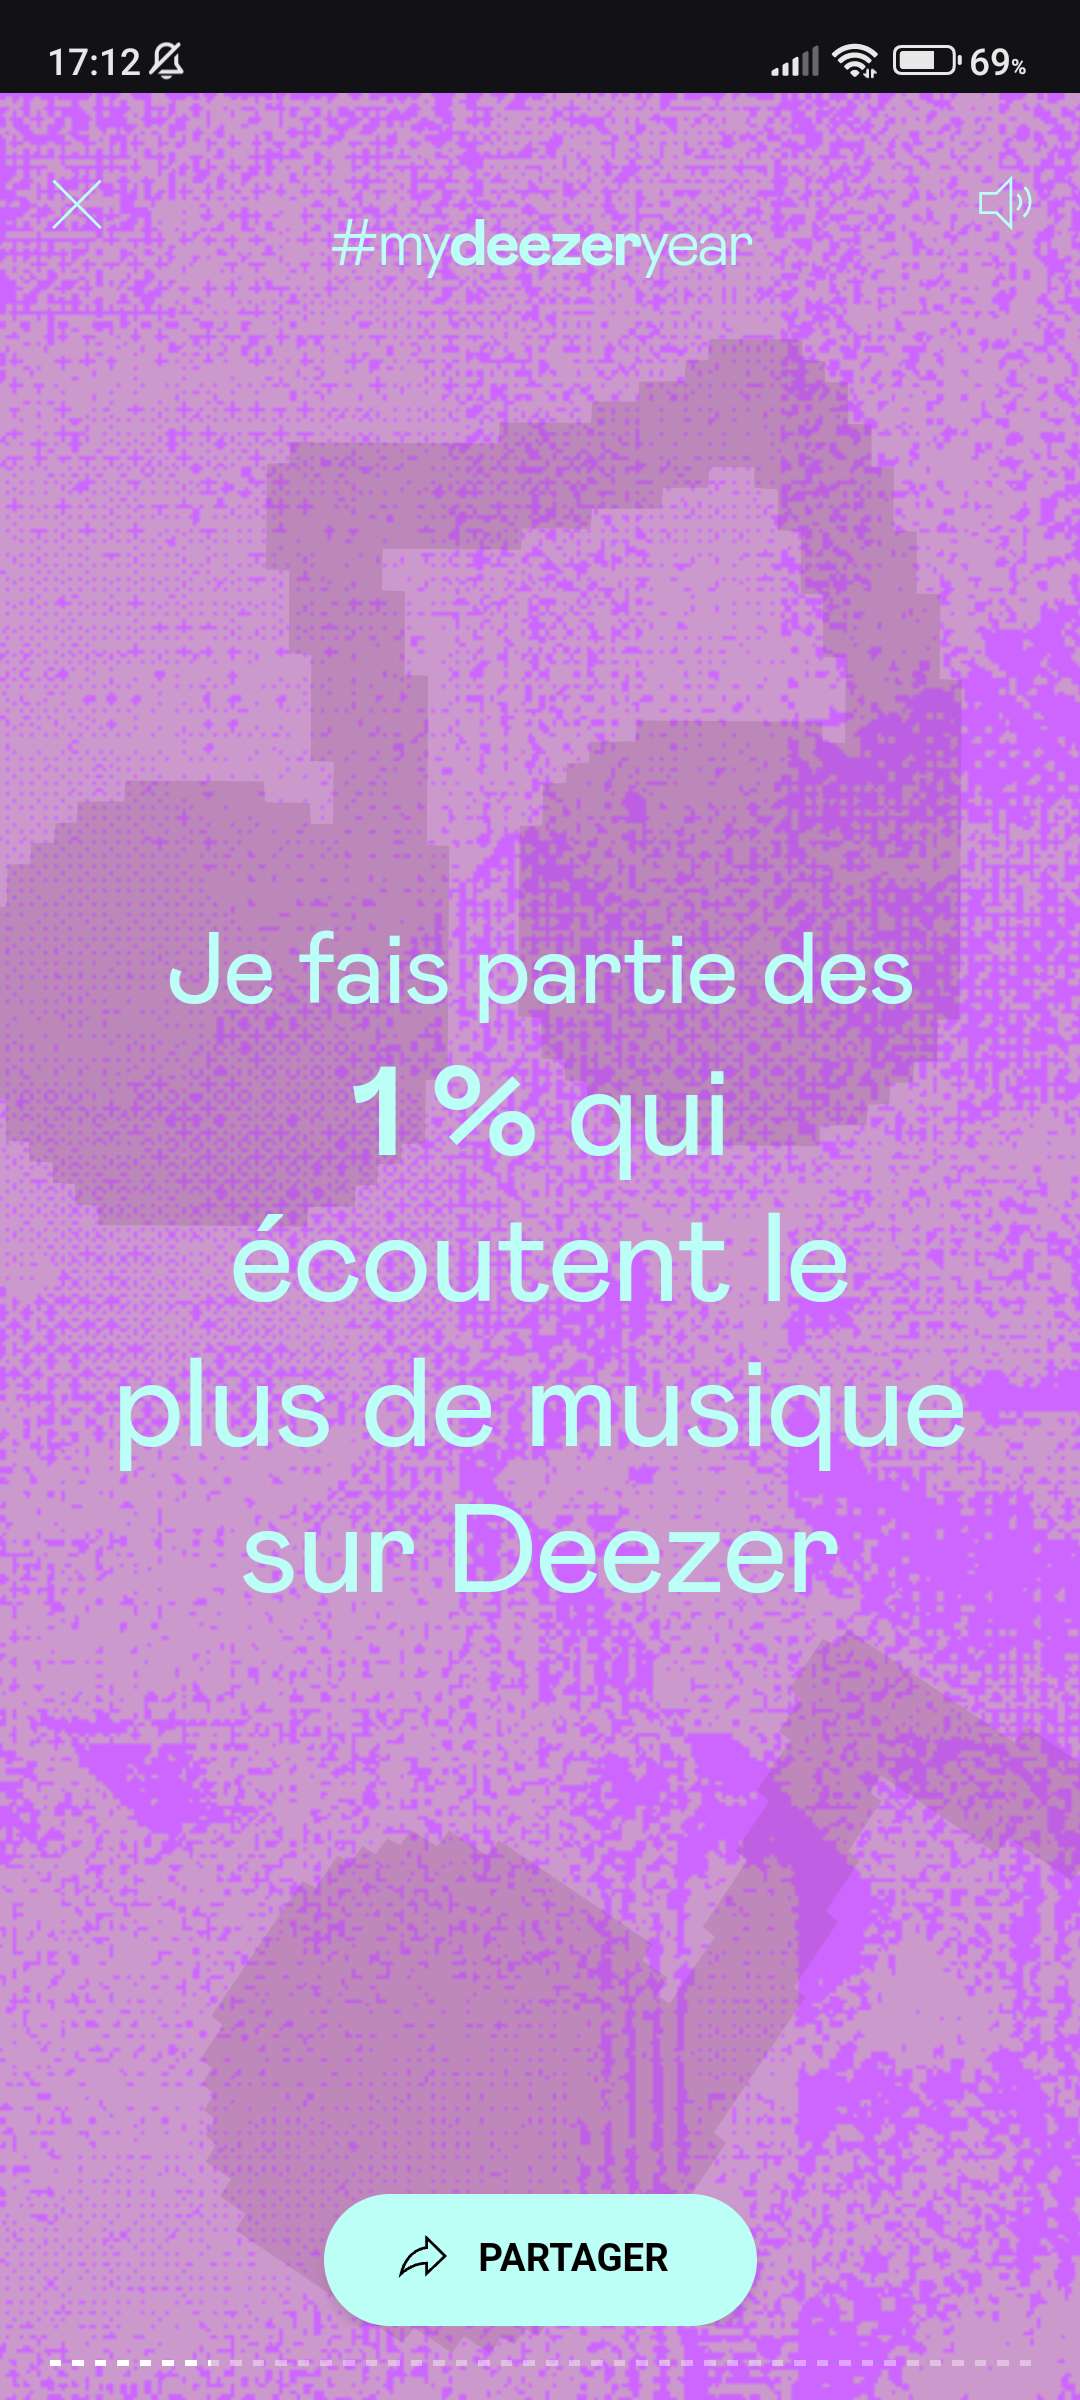 17:12 69%
#mydeezeryear
Je fais partie des
1 % qui
écoutent le
plus de musique
sur Deezer
PARTAGER